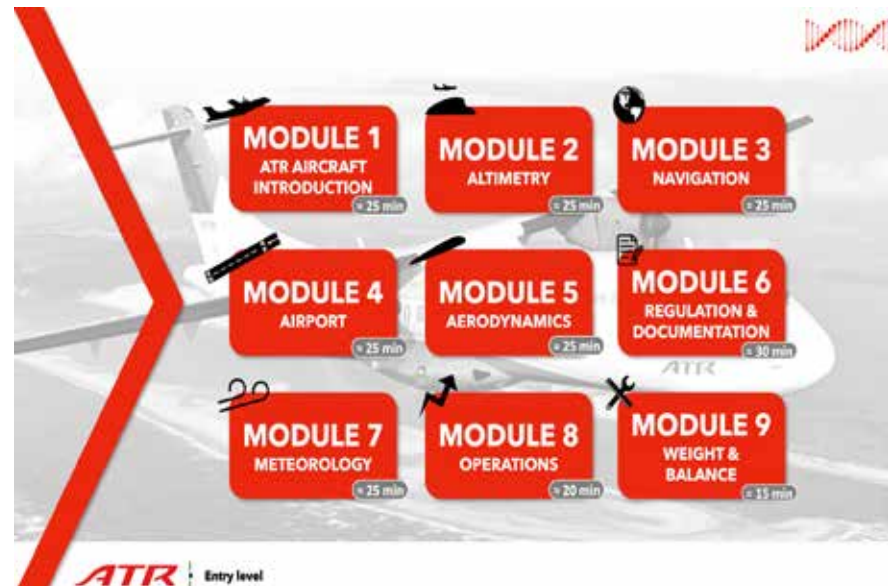 MODULE 1
ATR AIRCRAFT
INTRODUCTION
≈ 25 min
MODULE 2
ALTIMETRY
≈ 25 min
MODULE 3
NAVIGATION
≈ 25 min
MODULE 4
AIRPORT
≈ 25 min
MODULE 5
AERODYNAMICS
≈ 25 min
MODULE 6
REGULATION &
DOCUMENTATION
≈ 30 min
ATR
MODULE 7
METEOROLOGY
≈ 25 min
MODULE 8
OPERATIONS
≈ 20 min
MODULE 9
WEIGHT &
BALANCE
≈ 15 min
ATR
Entry level